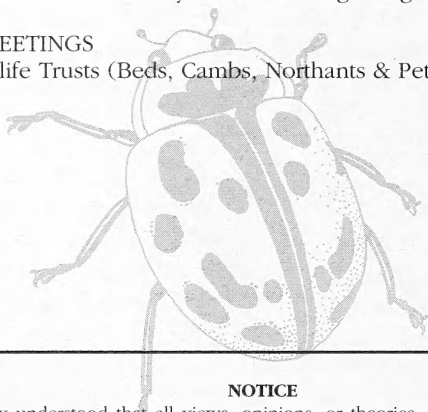 EETINGS
life Trusts (Beds, Cambs, Northants & Pet
NOTICE
understood that all views, opinions, or theories